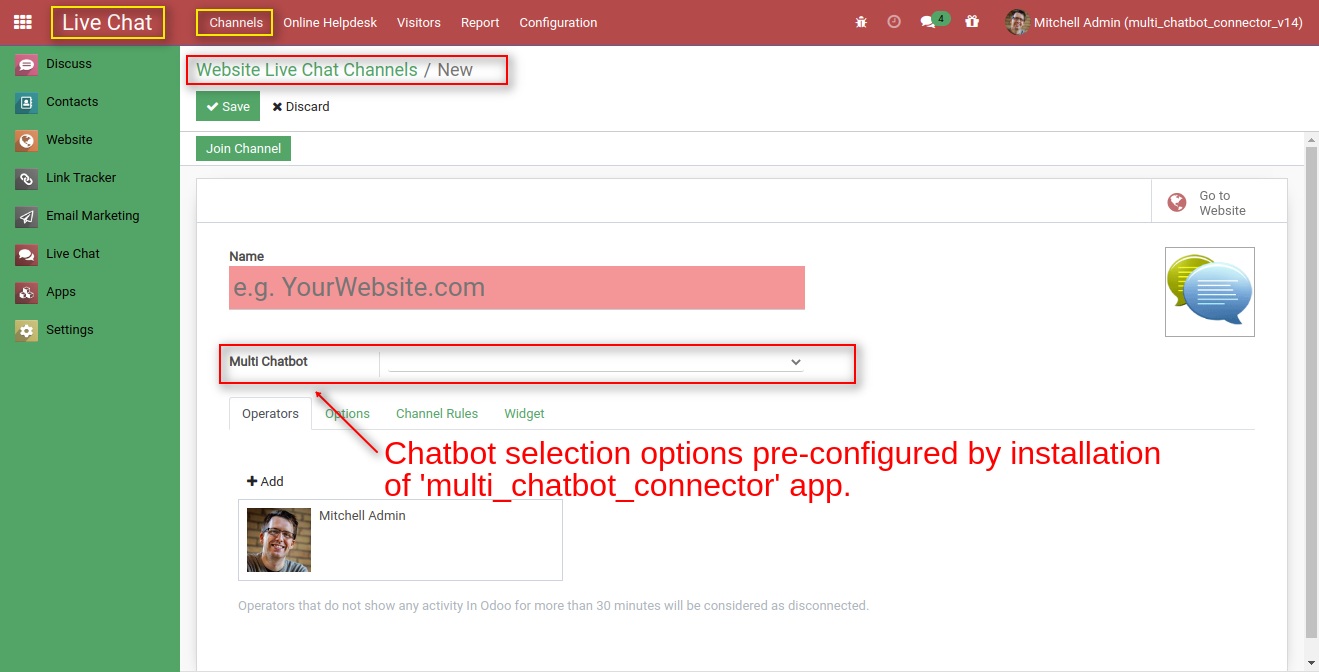 Live Chat
Channels
Online Helpdesk
Visitors
Report
Configuration
4
Mitchell Admin (multi_chatbot_connector_v14)
Discuss
Contacts
Website
Link Tracker
Email Marketing
Live Chat
Apps
Settings
Website Live Chat Channels / New
Save
Discard
Join Channel
Go to
Website
Name
e.g. YourWebsite.com
Multi Chatbot
Operators
Options
Channel Rules
Widget
Chatbot selection options pre-configured by installation
of 'multi_chatbot_connector' app.
Add
Mitchell Admin
Operators that do not show any activity In Odoo for more than 30 minutes will be considered as disconnected.